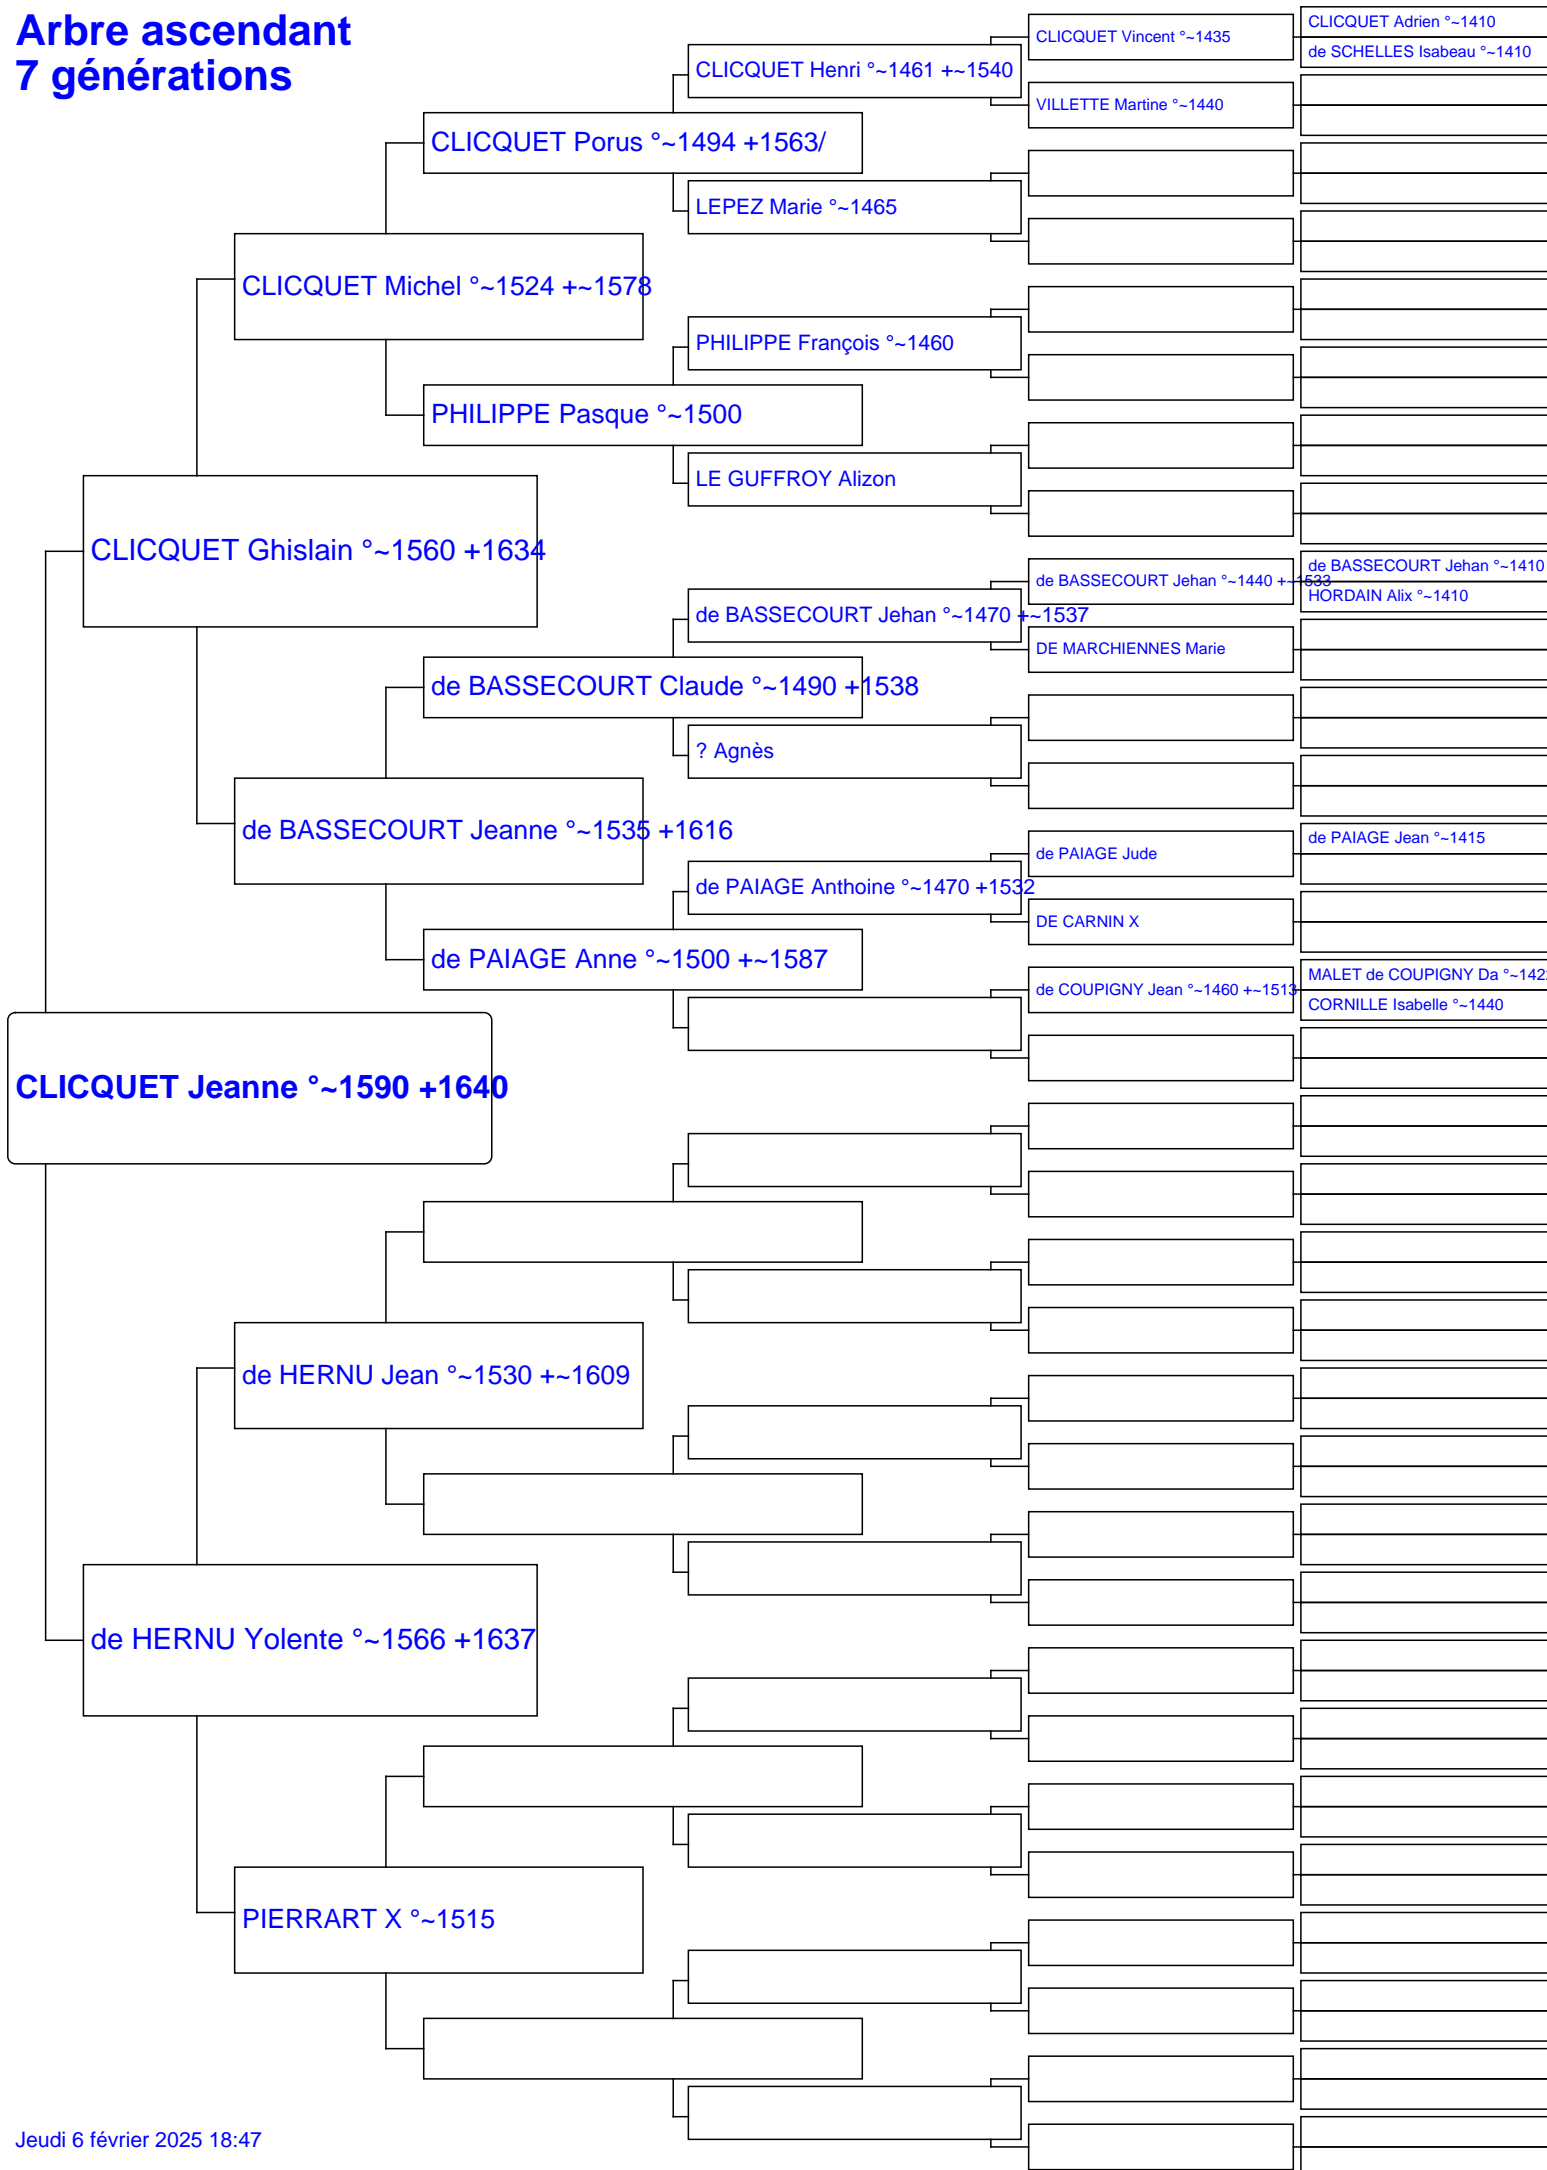 Arbre ascendant
7 générations
CLICQUET Adrien °~1410
CLICQUET Vincent °~1435
de SCHELLES Isabeau °~1410
CLICQUET Henri °~1461 +~1540
VILLETTE Martine °~1440
CLICQUET Porus °~1494 +1563/
LEPEZ Marie °~1465
CLICQUET Michel °~1524 +~1578
PHILIPPE François °~1460
PHILIPPE Pasque °~1500
LE GUFFROY Alizon
CLICQUET Ghislain °~1560 +1634
de BASSECOURT Jehan °~1410
de BASSECOURT Jehan °~1440 +~1533
HORDAIN Alix °~1410
de BASSECOURT Jehan °~1470 +~1537
DE MARCHIENNES Marie
de BASSECOURT Claude °~1490 +1538
? Agnès
de BASSECOURT Jeanne °~1535 +1616
de PAIAGE Jean °~1415
de PAIAGE Jude
de PAIAGE Anthoine °~1470 +1532
DE CARNIN X
de PAIAGE Anne °~1500 +~1587
MALET de COUPIGNY Da °~142
de COUPIGNY Jean °~1460 +~1513
CORNILLE Isabelle °~1440
CLICQUET Jeanne °~1590 +1640
de HERNU Jean °~1530 +~1609
de HERNU Yolente °~1566 +1637
PIERRART X °~1515
Jeudi 6 février 2025 18:47